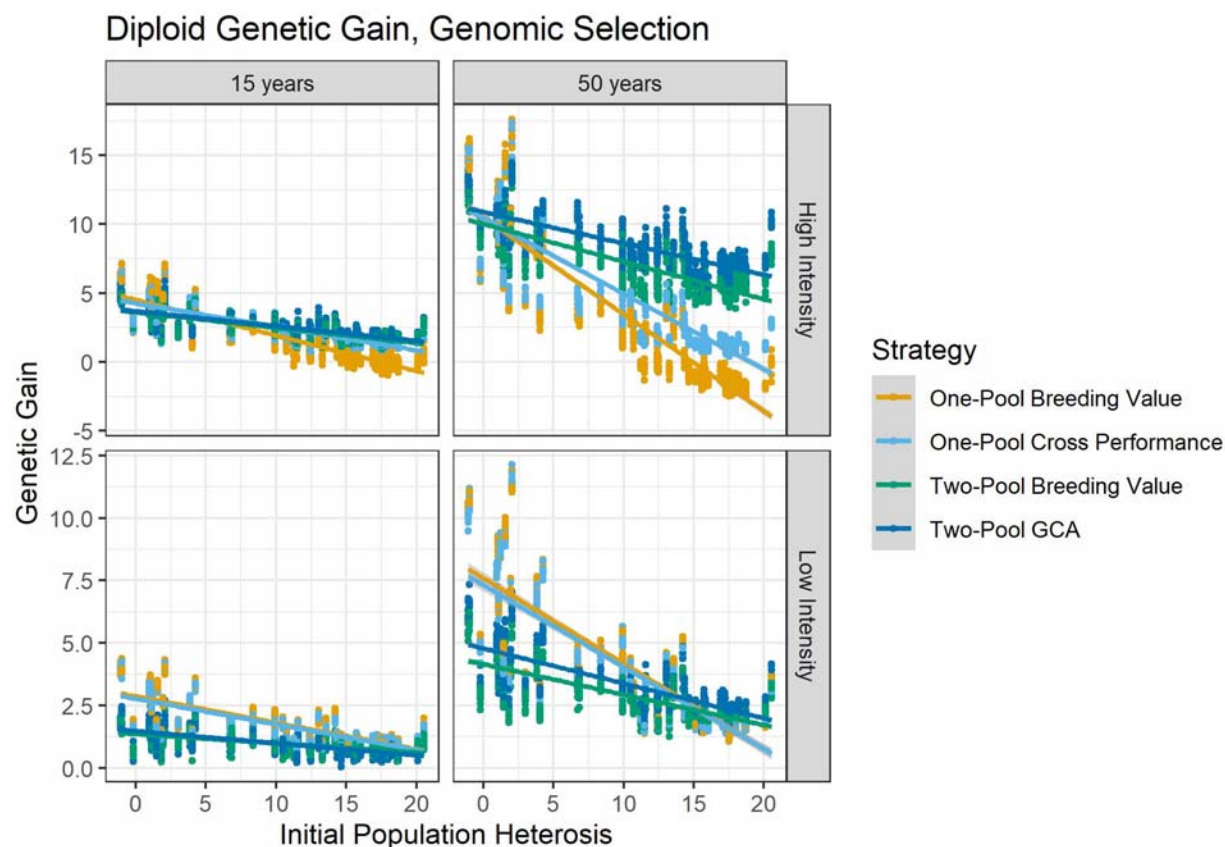 Diploid Genetic Gain, Genomic Selection
15 years
50 years
15
10
5
0
-5
High Intensity
12.5
10.0
7.5
5.0
2.5
0.0
Low Intensity
Genetic Gain
0 5 10 15 20
0 5 10 15 20
Initial Population Heterosis
Strategy
One-Pool Breeding Value
One-Pool Cross Performance
Two-Pool Breeding Value
Two-Pool GCA